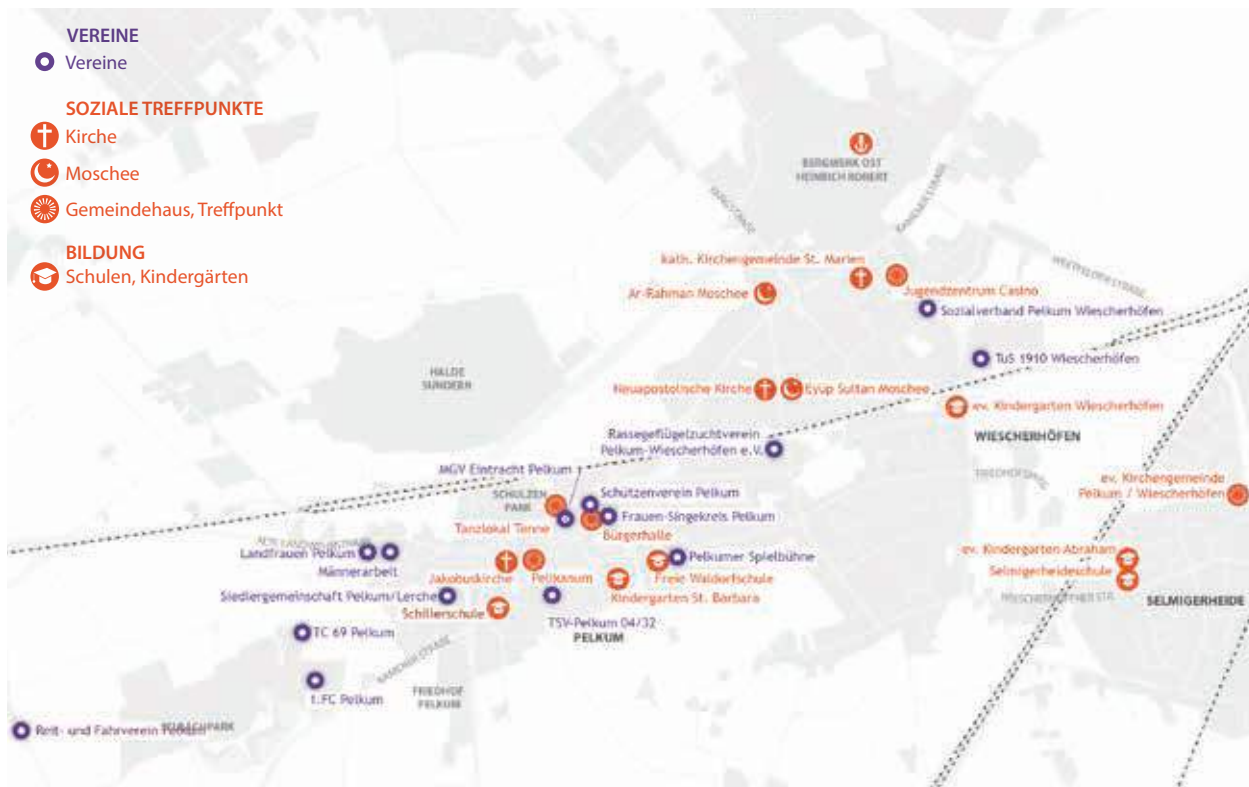 VEREINE
Vereine
SOZIALE TREFFPUNKTE
Kirche
Moschee
Gemeindehaus, Treffpunkt
BILDUNG
Schulen, Kindergärten
BERGWERK OST
HEINRICH ROBERT
kath. Kirchengemeinde St. Marien
Jugendzentrum Casino
Ar-Rahman Moschee
Sozialverband Pelkum Wiescherhöfen
TuS 1910 Wiescherhöfen
HALDE
SUNDERN
Neuapostolische Kirche
Eyüp Sultan Moschee
ev. Kindergarten Wiescherhöfen
WIESCHERHÖFEN
Rassegeflügelzuchtverein
Pelkum-Wiescherhöfen e.V.
MGV Eintracht Pelkum
FRIEDHOF
ev. Kirchengemeinde
Pelkum / Wiescherhöfen
SCHULZEN
PARK
Schützenverein Pelkum
Tanzlokal Tenne
Frauen-Singekreis Pelkum
Bürgerhalle
Landfrauen Pelkum
Männerarbeit
Pelkumer Spielbühne
ev. Kindergarten Abraham
Jakobuskirche
Pelikanum
Freie Waldorfschule
Selmigerheideschule
Siedlergemeinschaft Pelkum/Lerche
Kindergarten St. Barbara
SELMIGERHEIDE
Schillerschule
TSV-Pelkum 04/32
PELKUM
TC 69 Pelkum
KAMENER STRAßE
1.FC Pelkum
FRIEDHOF
PELKUM
Reit- und Fahrverein Pelkum